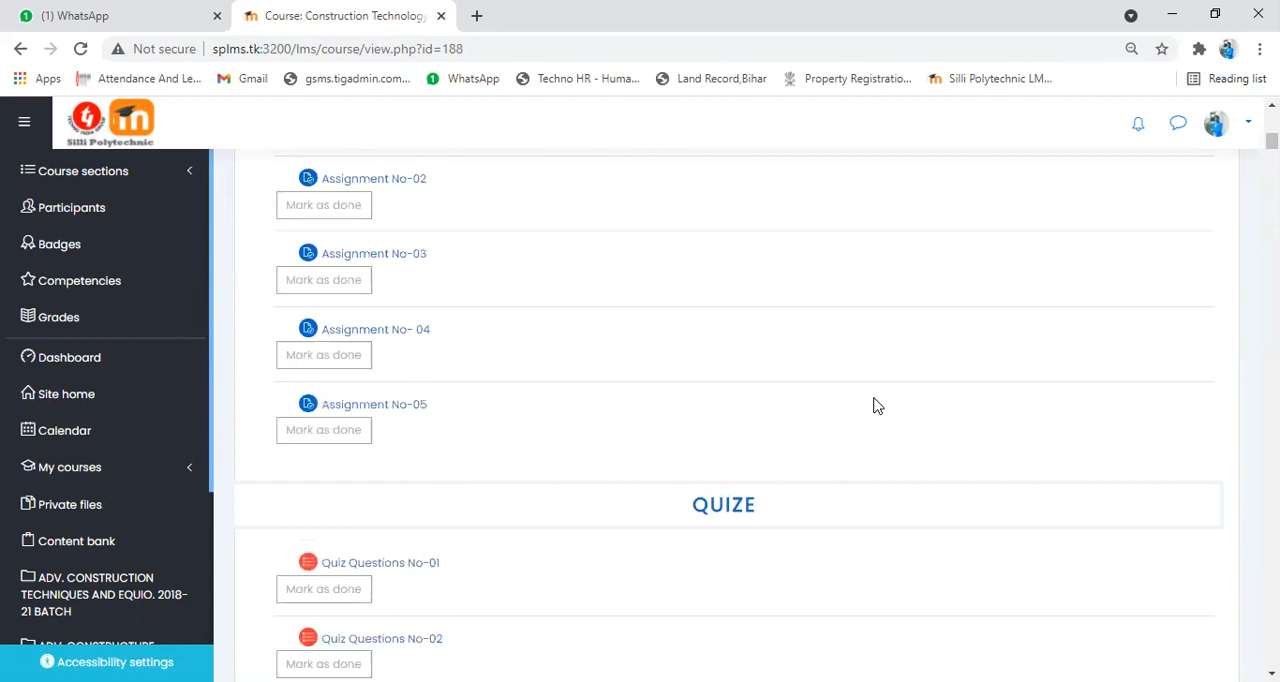 (1) WhatsApp
Course: Construction Technology
Not secure
splms.tk:3200/lms/course/view.php?id=188
Apps
Attendance And Le...
Gmail
gsms.tigadmin.com...
WhatsApp
Techno HR - Huma...
Land Record,Bihar
Property Registratio...
Silli Polytechnic LM...
Reading list
Silli Polytechnic
Course sections
Participants
Badges
Competencies
Grades
Dashboard
Site home
Calendar
My courses
Private files
Content bank
ADV. CONSTRUCTION
TECHNIQUES AND EQUIO. 2018-
21 BATCH
Accessibility settings
Assignment No-02
Mark as done
Assignment No-03
Mark as done
Assignment No- 04
Mark as done
Assignment No-05
Mark as done
QUIZE
Quiz Questions No-01
Mark as done
Quiz Questions No-02
Mark as done